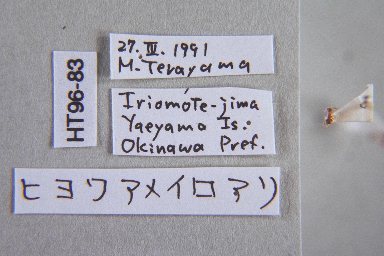 27. III. 1991
M. Terayama
HT96-83
Iriomote-jima
Yaeyama Is.
Okinawa Pref.
ヒヨワアメイロアリ